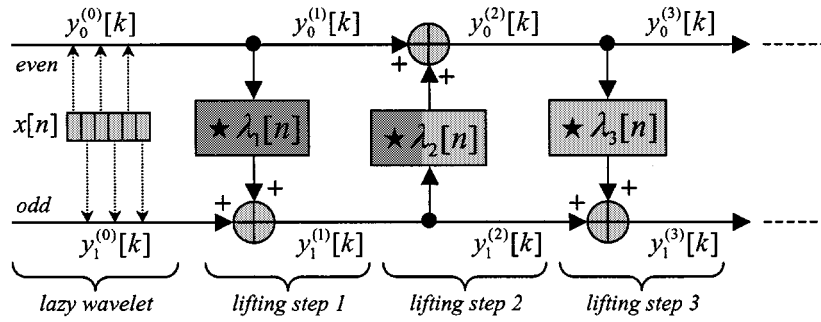 y₀⁽⁰⁾[k] y₀⁽¹⁾[k] y₀⁽²⁾[k] y₀⁽³⁾[k]
+ +
even
x[n] ★ λ₁[n] ★ λ₂[n] ★ λ₃[n]
+ + + +
odd
y₁⁽⁰⁾[k] y₁⁽¹⁾[k] y₁⁽²⁾[k] y₁⁽³⁾[k]
lazy wavelet lifting step 1 lifting step 2 lifting step 3